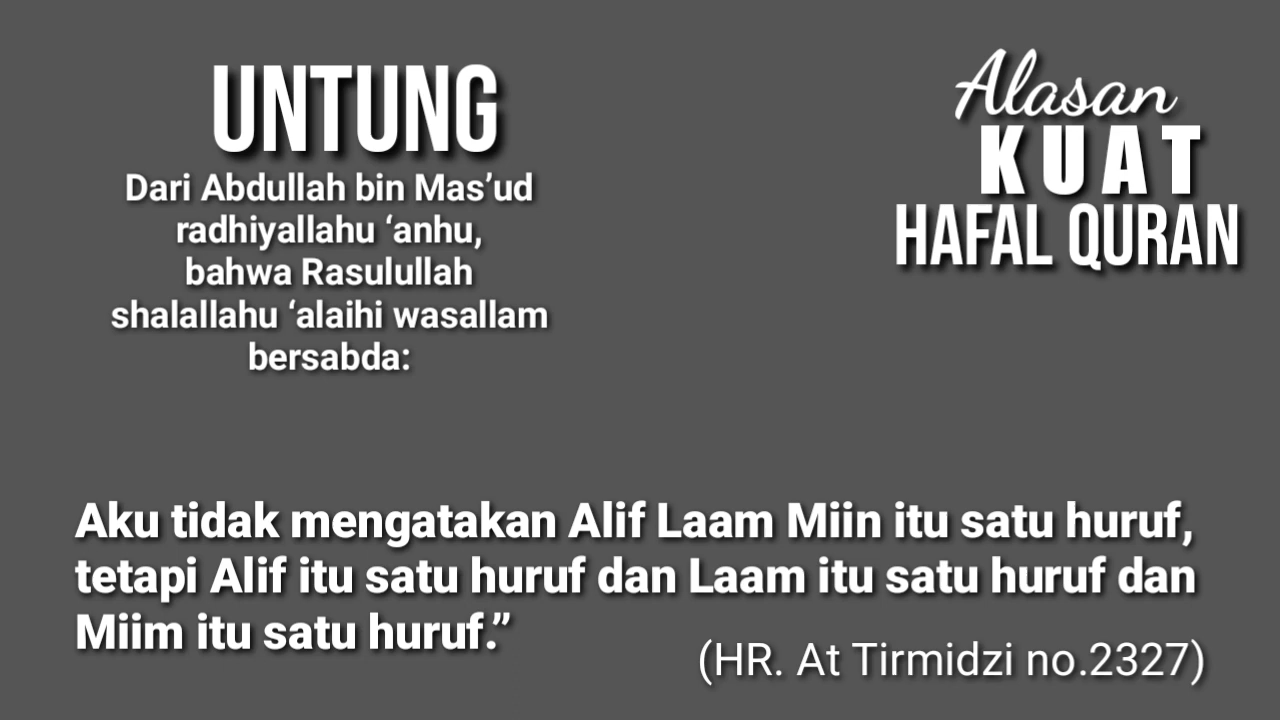 UNTUNG
Dari Abdullah bin Mas’ud
radhiyallahu ‘anhu,
bahwa Rasulullah
shalallahu ‘alaihi wasallam
bersabda:
Alasan
KUAT
HAFAL QURAN
Aku tidak mengatakan Alif Laam Miin itu satu huruf,
tetapi Alif itu satu huruf dan Laam itu satu huruf dan
Miim itu satu huruf.”
(HR. At Tirmidzi no.2327)